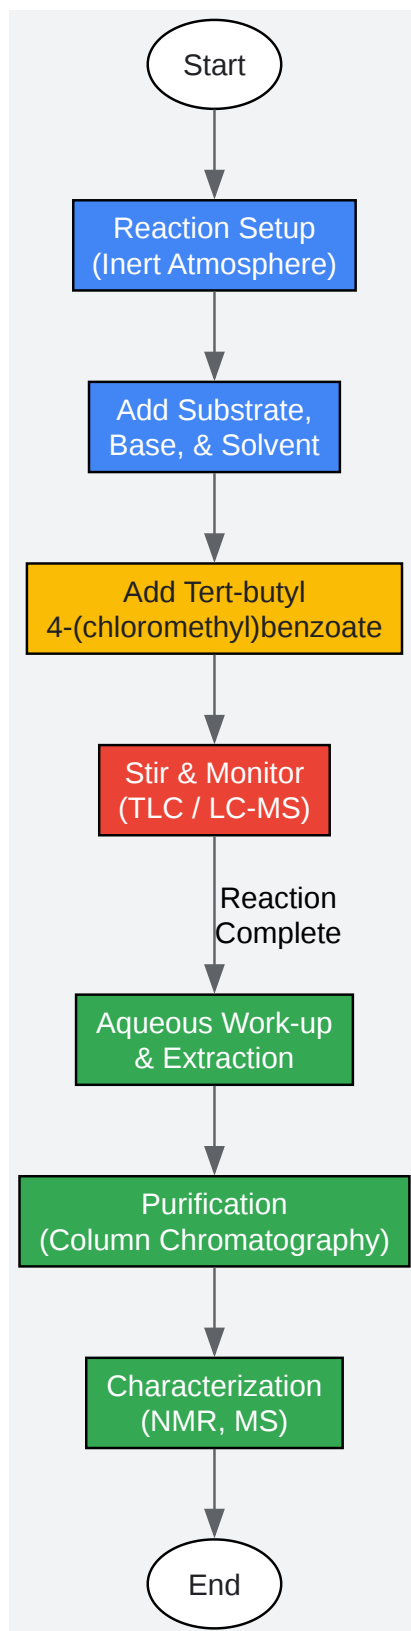 Start
Reaction Setup
(Inert Atmosphere)
Add Substrate,
Base, & Solvent
Add Tert-butyl
4-(chloromethyl)benzoate
Stir & Monitor
(TLC / LC-MS)
Reaction
Complete
Aqueous Work-up
& Extraction
Purification
(Column Chromatography)
Characterization
(NMR, MS)
End